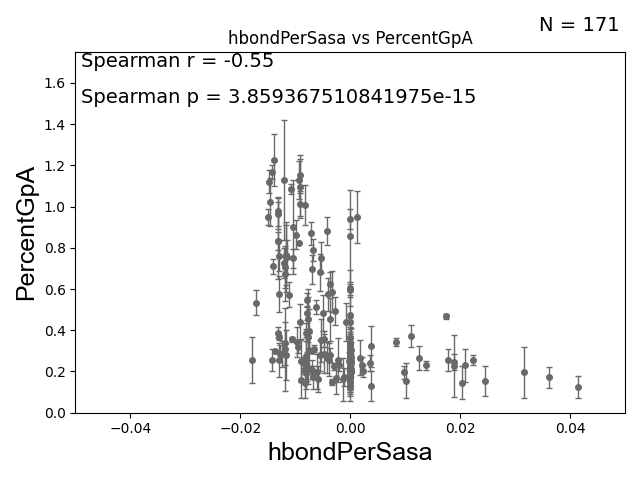 N = 171
hbondPerSasa vs PercentGpA
Spearman r = -0.55
Spearman p = 3.859367510841975e-15
PercentGpA
1.6
1.4
1.2
1.0
0.8
0.6
0.4
0.2
0.0
−0.04
−0.02
0.00
0.02
0.04
hbondPerSasa